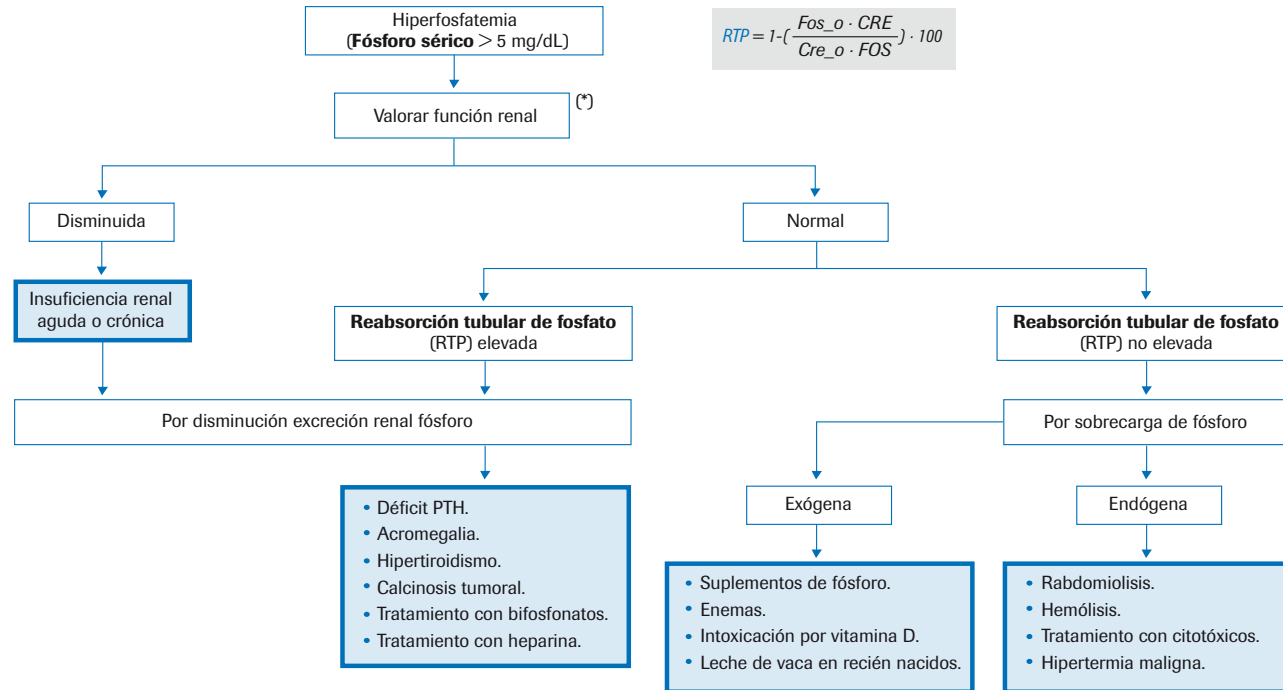 Hiperfosfatemia
(Fósforo sérico > 5 mg/dL)
RTP = 1-(Fos_o · CRE / Cre_o · FOS) · 100
Valorar función renal
(*)
Disminuida
Normal
Insuficiencia renal
aguda o crónica
Reabsorción tubular de fosfato
(RTP) elevada
Reabsorción tubular de fosfato
(RTP) no elevada
Por disminución excreción renal fósforo
Por sobrecarga de fósforo
Exógena
Endógena
• Déficit PTH.
• Acromegalia.
• Hipertiroidismo.
• Calcinosis tumoral.
• Tratamiento con bifosfonatos.
• Tratamiento con heparina.
• Suplementos de fósforo.
• Enemas.
• Intoxicación por vitamina D.
• Leche de vaca en recién nacidos.
• Rabdomiolisis.
• Hemólisis.
• Tratamiento con citotóxicos.
• Hipertermia maligna.